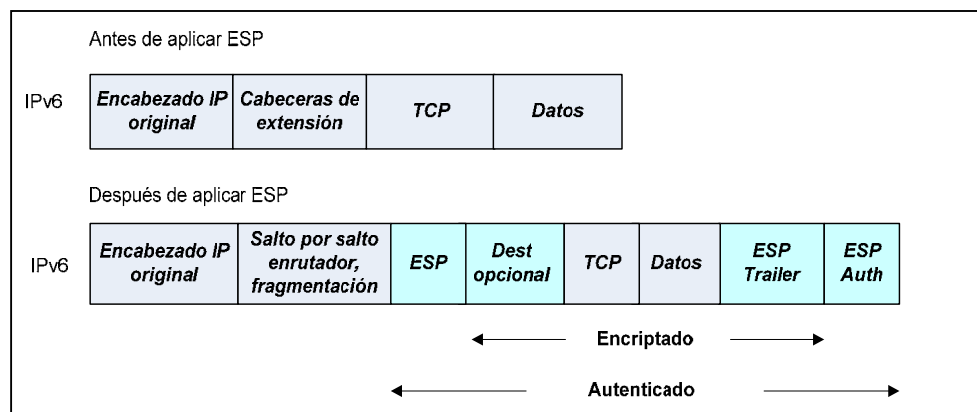 Antes de aplicar ESP
IPv6
Encabezado IP
original
Cabeceras de
extensión
TCP
Datos
Después de aplicar ESP
IPv6
Encabezado IP
original
Salto por salto
enrutador,
fragmentación
ESP
Dest
opcional
TCP
Datos
ESP
Trailer
ESP
Auth
Encriptado
Autenticado